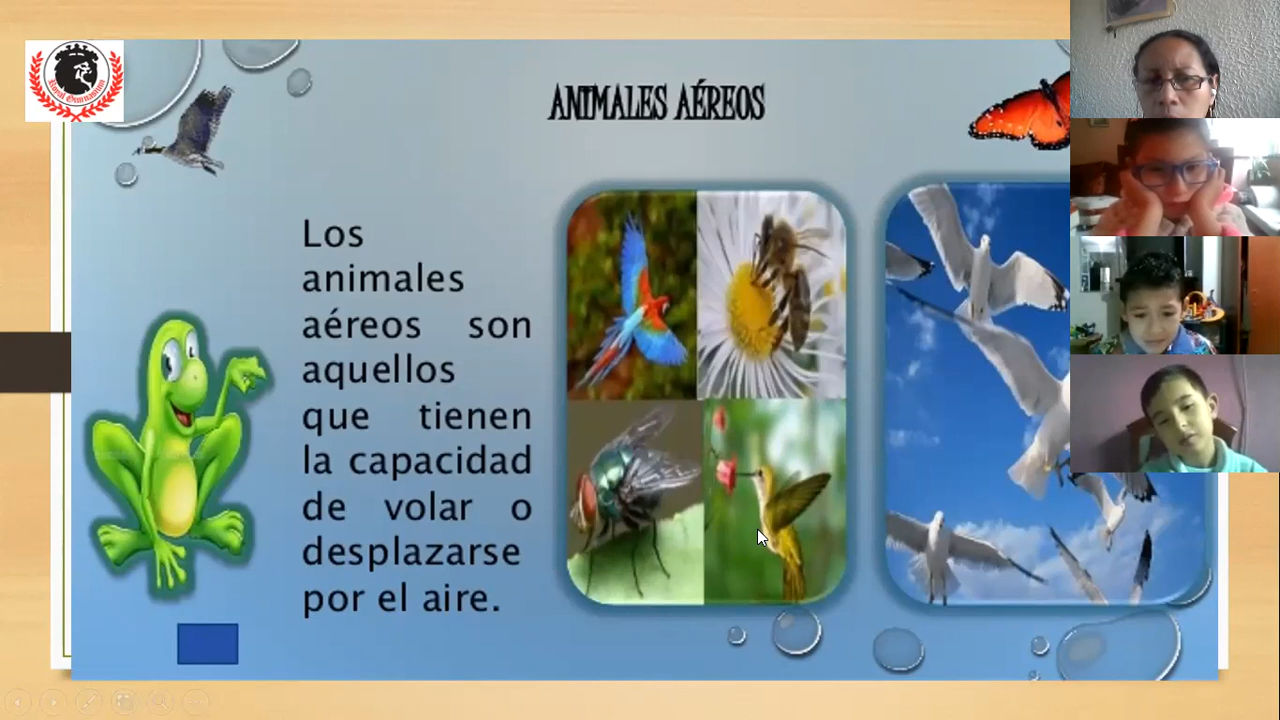 ANIMALES AÉREOS
Los
animales
aéreos son
aquellos
que tienen
la capacidad
de volar o
desplazarse
por el aire.